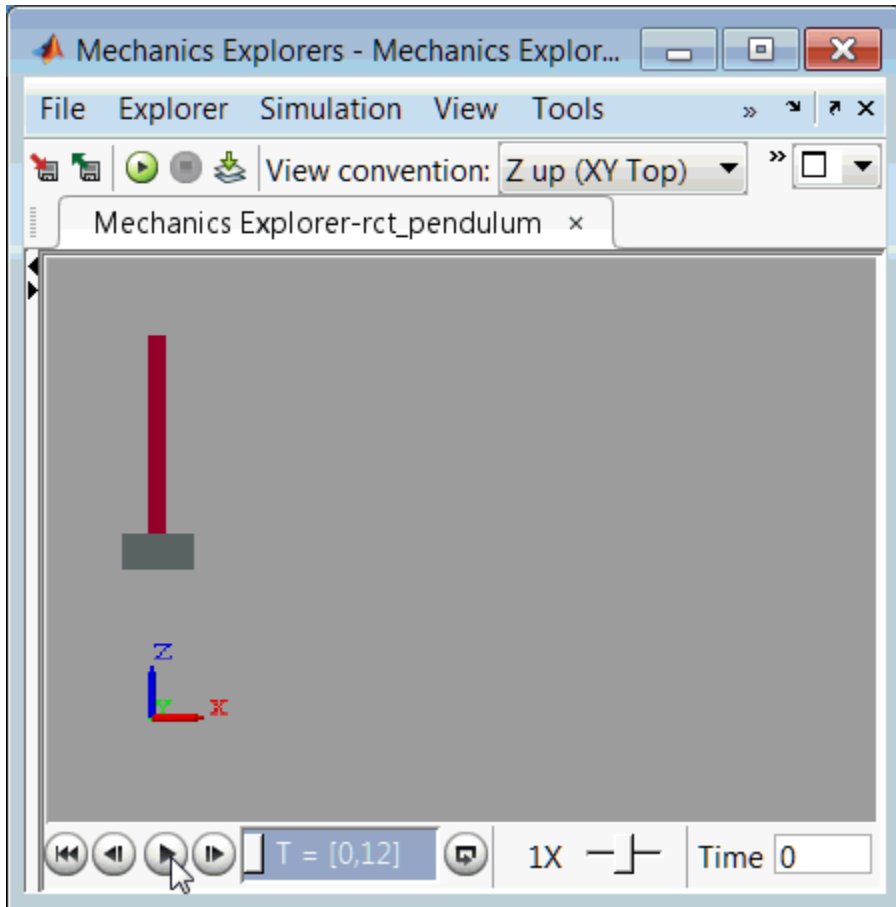 Mechanics Explorers - Mechanics Explor...
File Explorer Simulation View Tools »
View convention: Z up (XY Top) »
Mechanics Explorer-rct_pendulum ×
Z
Y X
T = [0,12] 1X Time 0